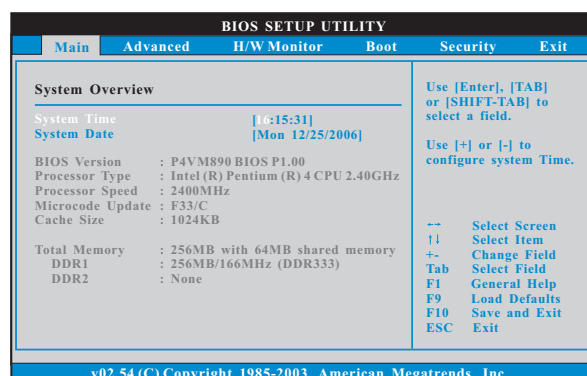 BIOS SETUP UTILITY
Main Advanced H/W Monitor Boot Security Exit
System Overview
System Time [16:15:31]
System Date [Mon 12/25/2006]
BIOS Version : P4VM890 BIOS P1.00
Processor Type : Intel (R) Pentium (R) 4 CPU 2.40GHz
Processor Speed : 2400MHz
Microcode Update : F33/C
Cache Size : 1024KB
Total Memory : 256MB with 64MB shared memory
DDR1 : 256MB/166MHz (DDR333)
DDR2 : None
Use [Enter], [TAB]
or [SHIFT-TAB] to
select a field.
Use [+] or [-] to
configure system Time.
←→ Select Screen
↑↓ Select Item
+- Change Field
Tab Select Field
F1 General Help
F9 Load Defaults
F10 Save and Exit
ESC Exit
v02.54 (C) Copyright 1985-2003, American Megatrends, Inc.